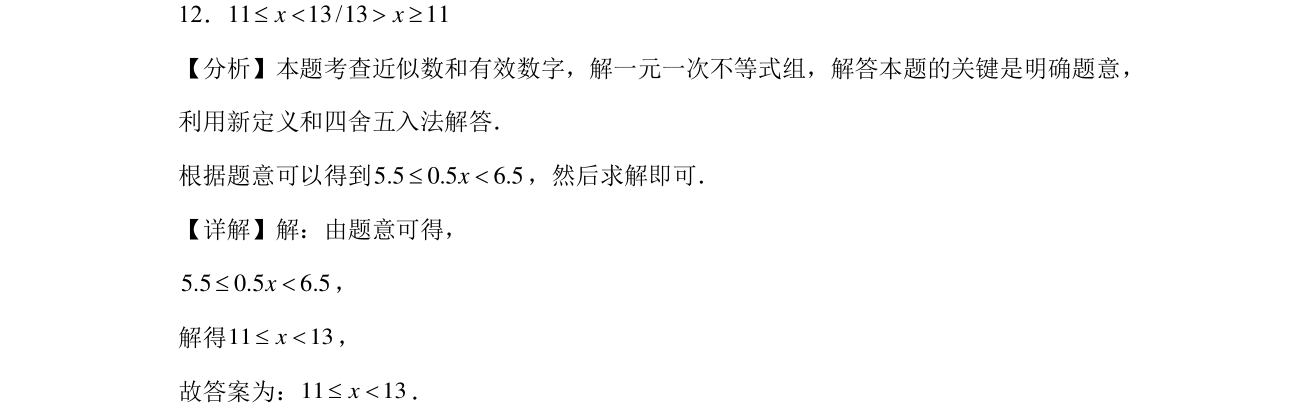 12．11≤x<13/13>x≥11
【分析】本题考查近似数和有效数字，解一元一次不等式组，解答本题的关键是明确题意，
利用新定义和四舍五入法解答．
根据题意可以得到5.5≤0.5x<6.5，然后求解即可．
【详解】解：由题意可得，
5.5≤0.5x<6.5，
解得11≤x<13，
故答案为：11≤x<13．